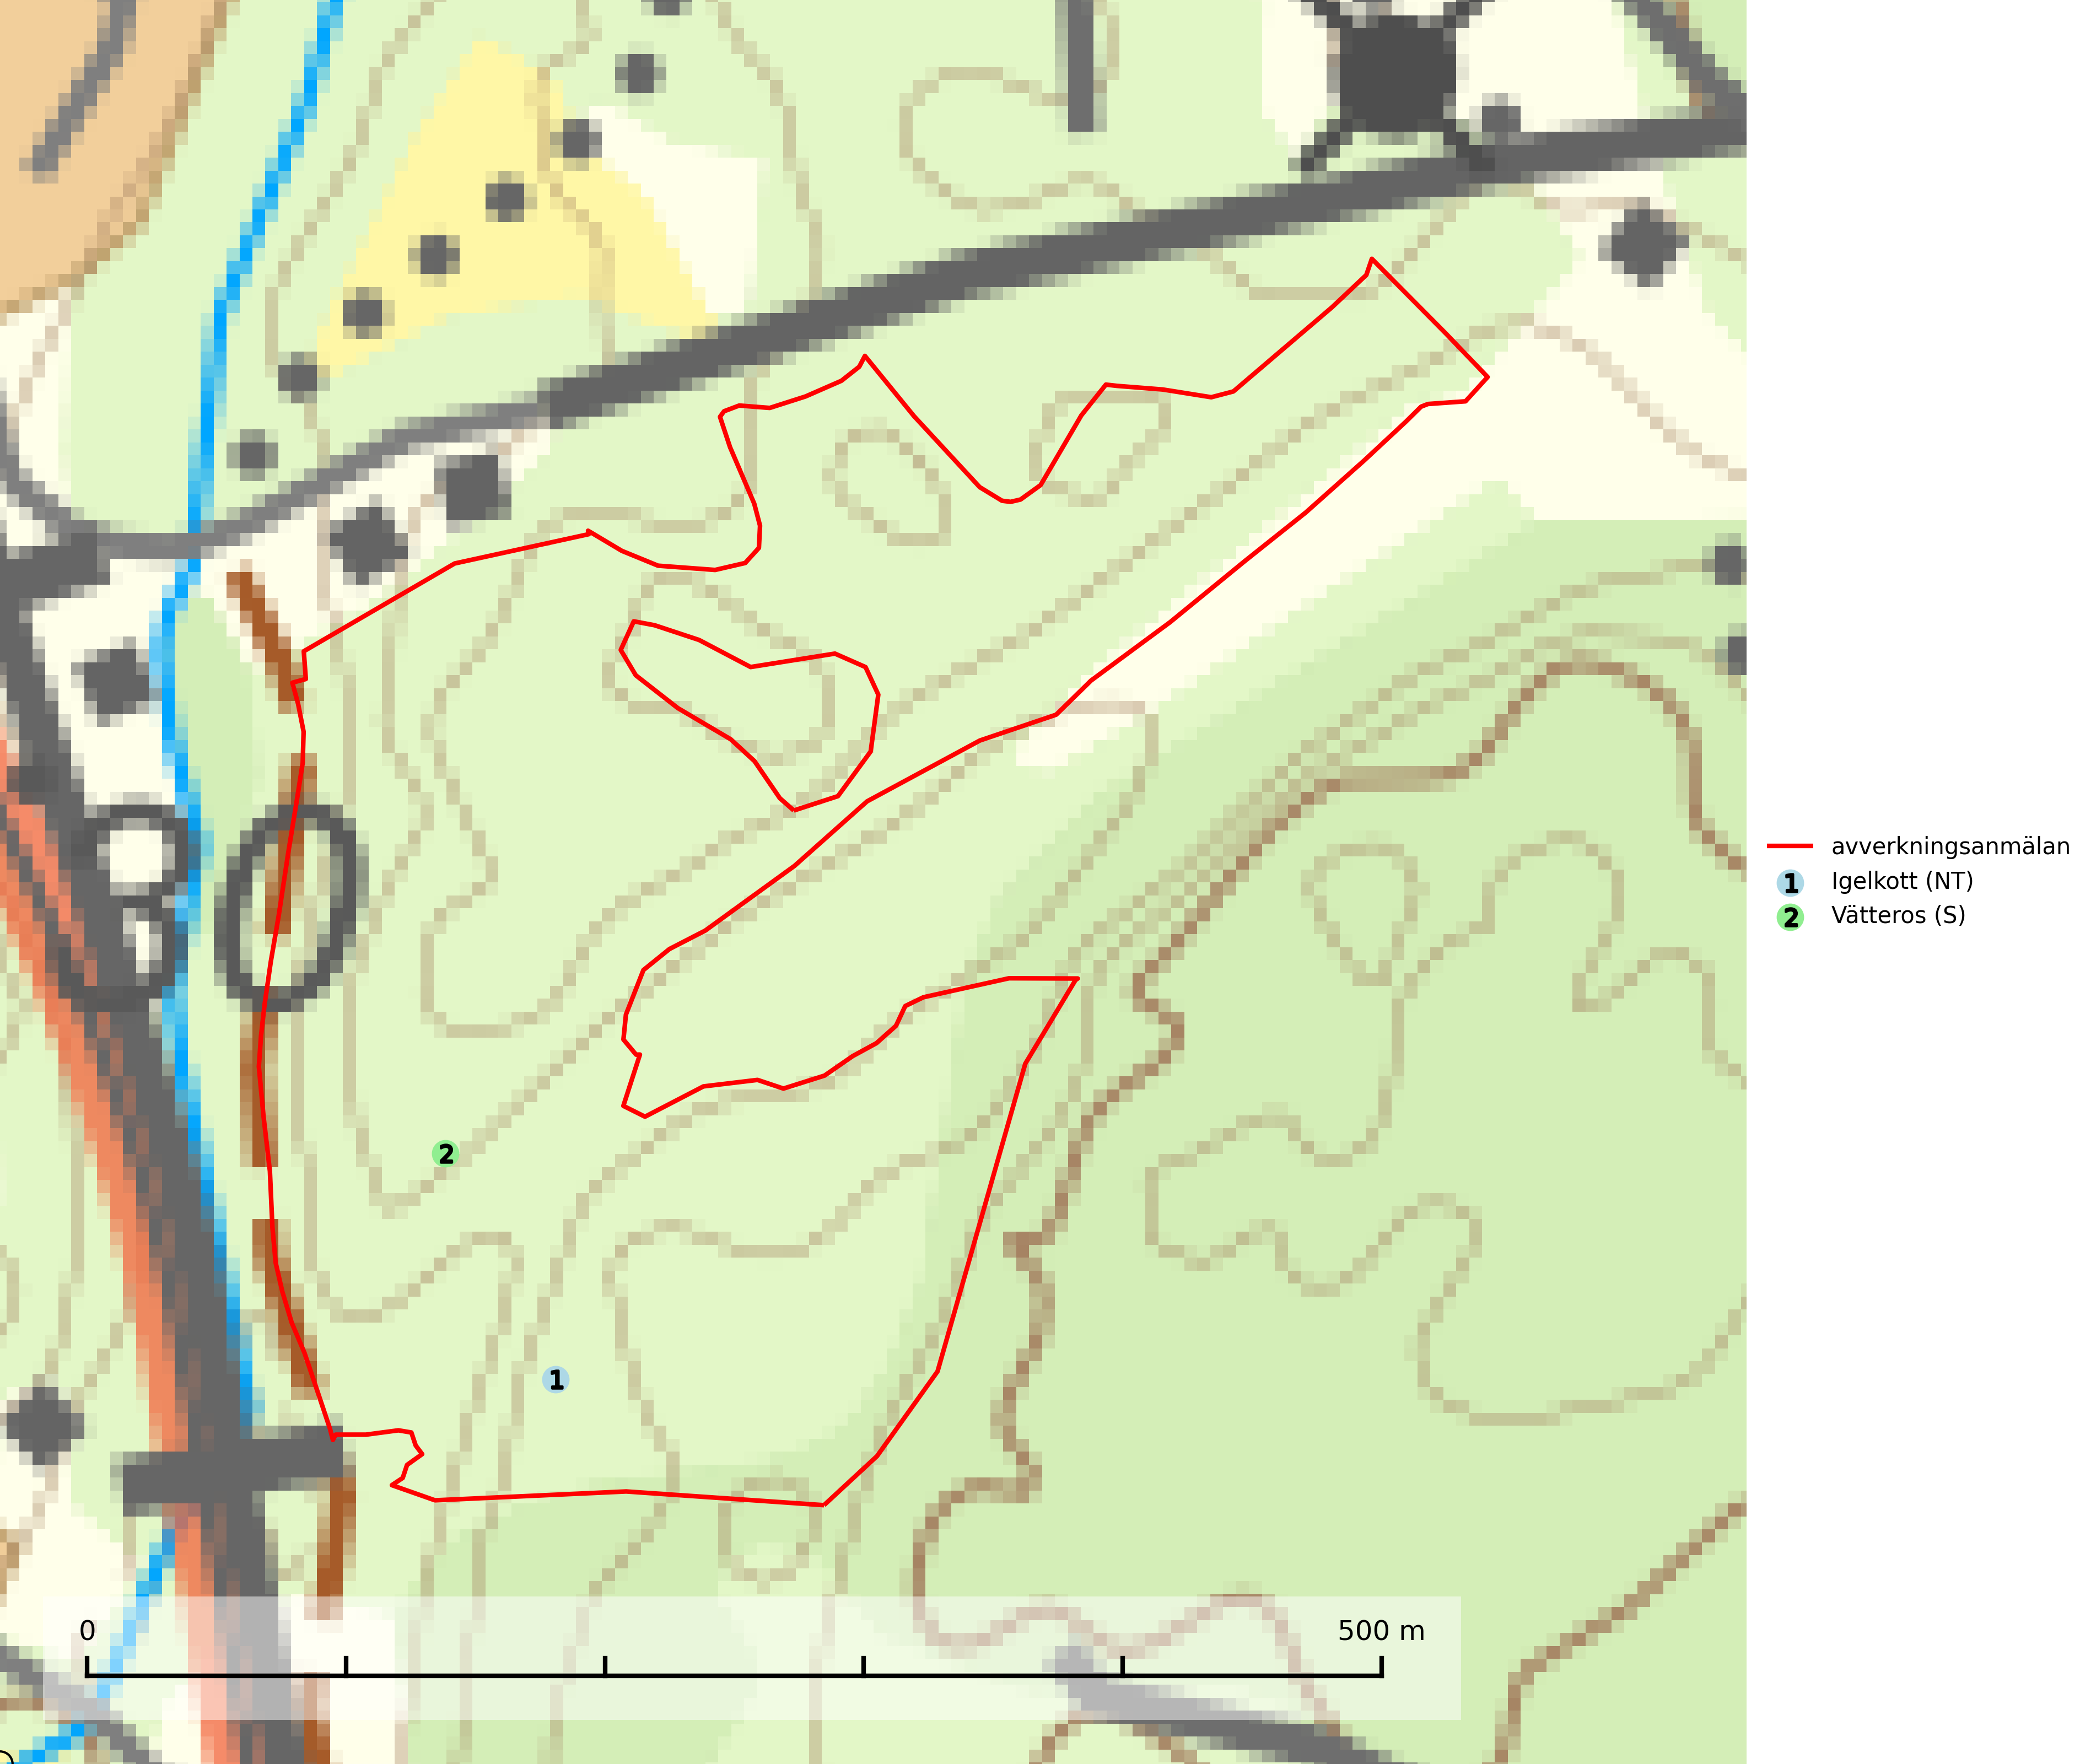 avverkningsanmälan
1 Igelkott (NT)
2 Vätteros (S)
2
1
0 500 m